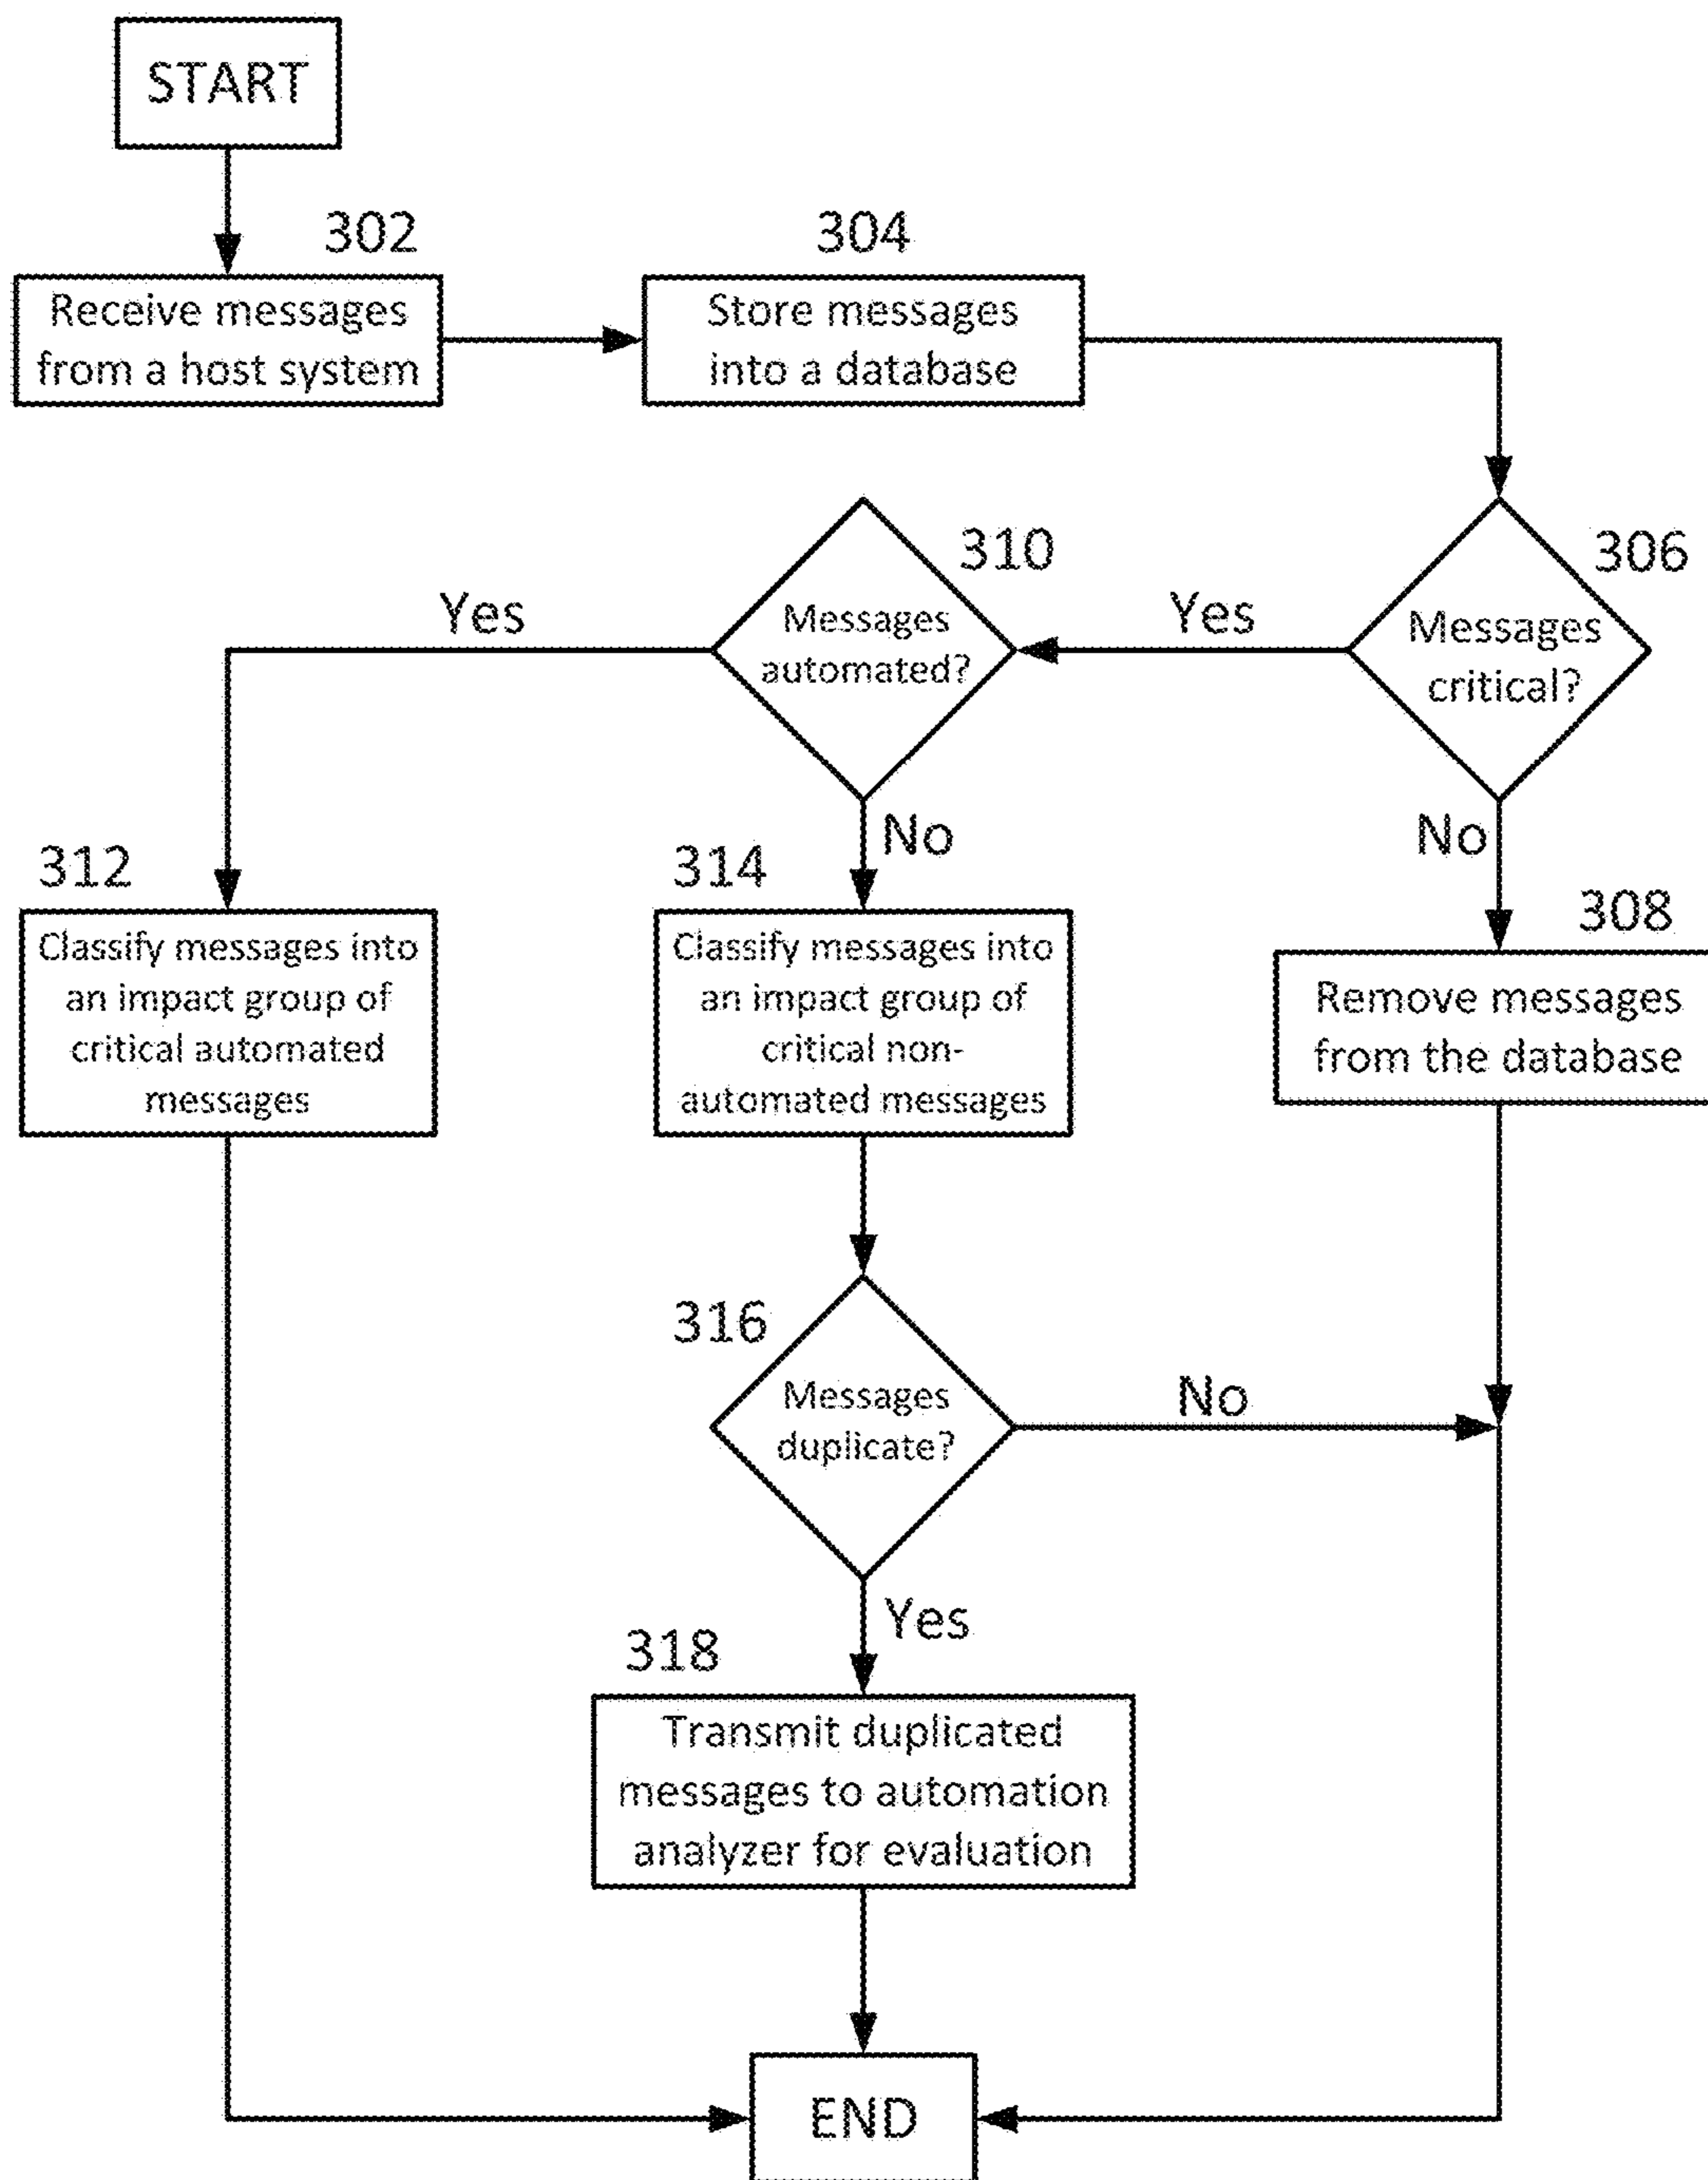 START
302
Receive messages
from a host system
304
Store messages
into a database
306
Messages
critical?
Yes
310
Messages
automated?
Yes
No
No
312
Classify messages into
an impact group of
critical automated
messages
314
Classify messages into
an impact group of
critical non-
automated messages
308
Remove messages
from the database
316
Messages
duplicate?
No
Yes
318
Transmit duplicated
messages to automation
analyzer for evaluation
END